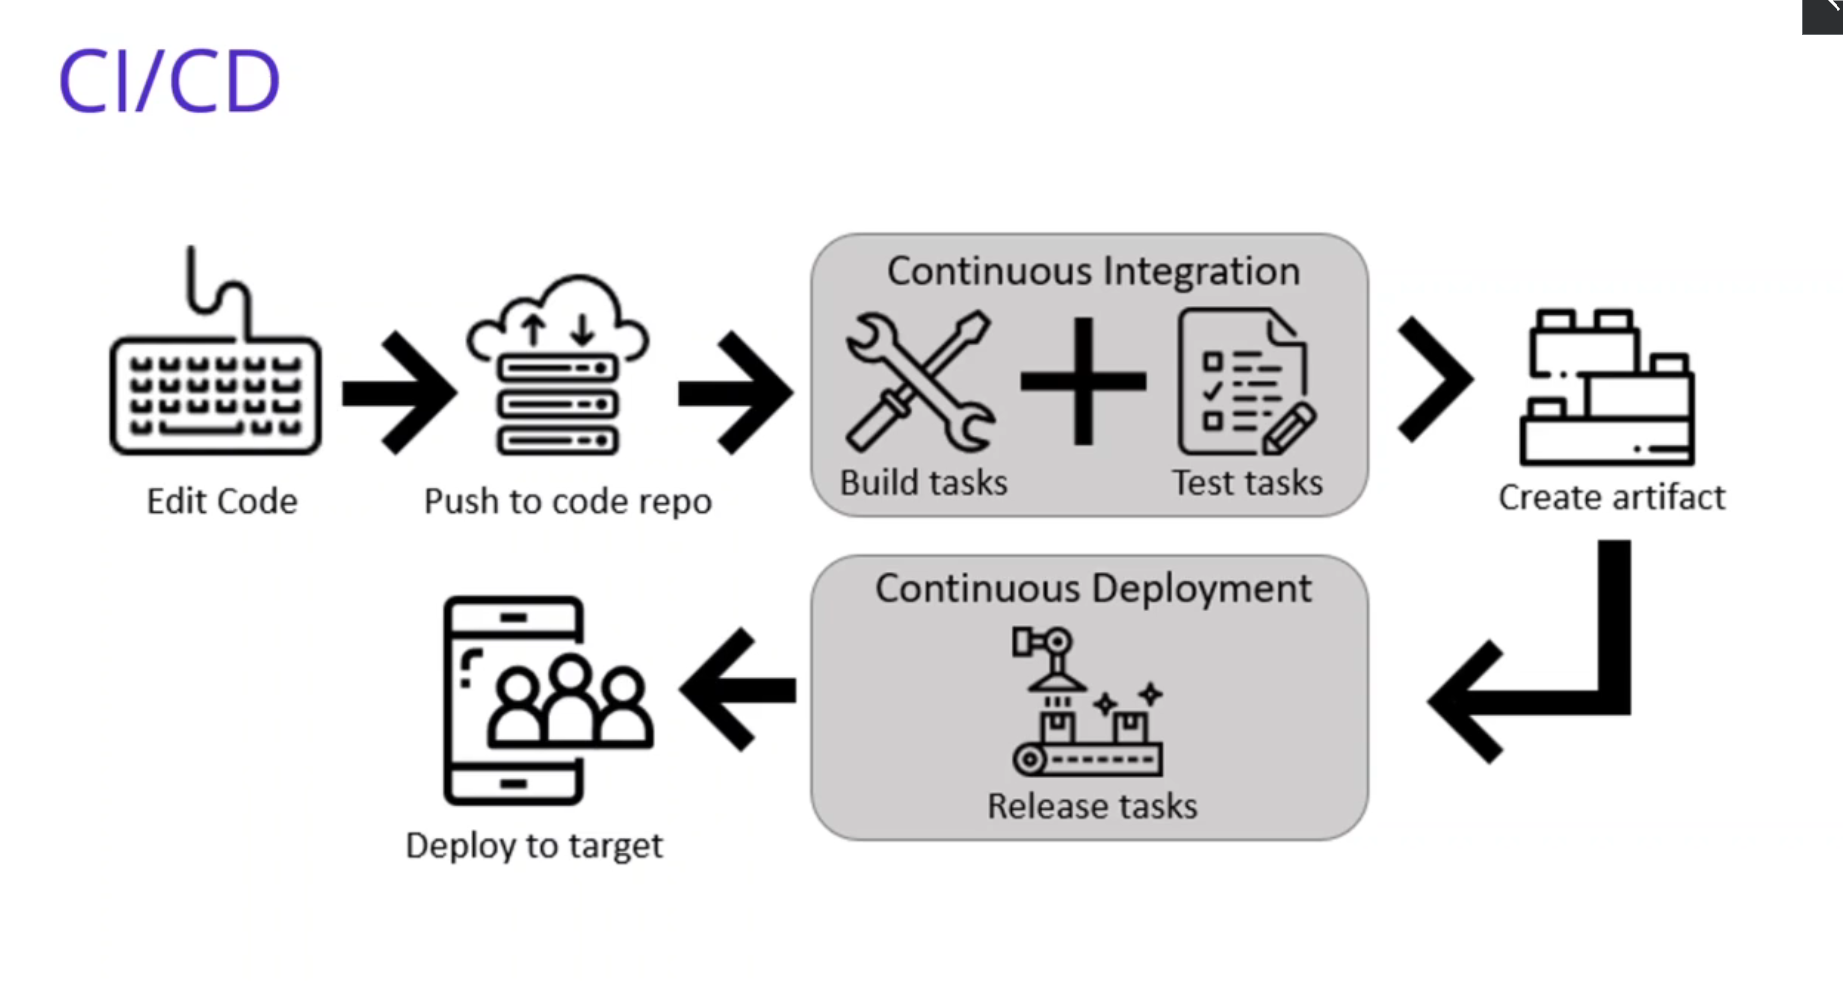 CI/CD
Continuous Integration
Build tasks
Test tasks
Edit Code
Push to code repo
Create artifact
Continuous Deployment
Release tasks
Deploy to target